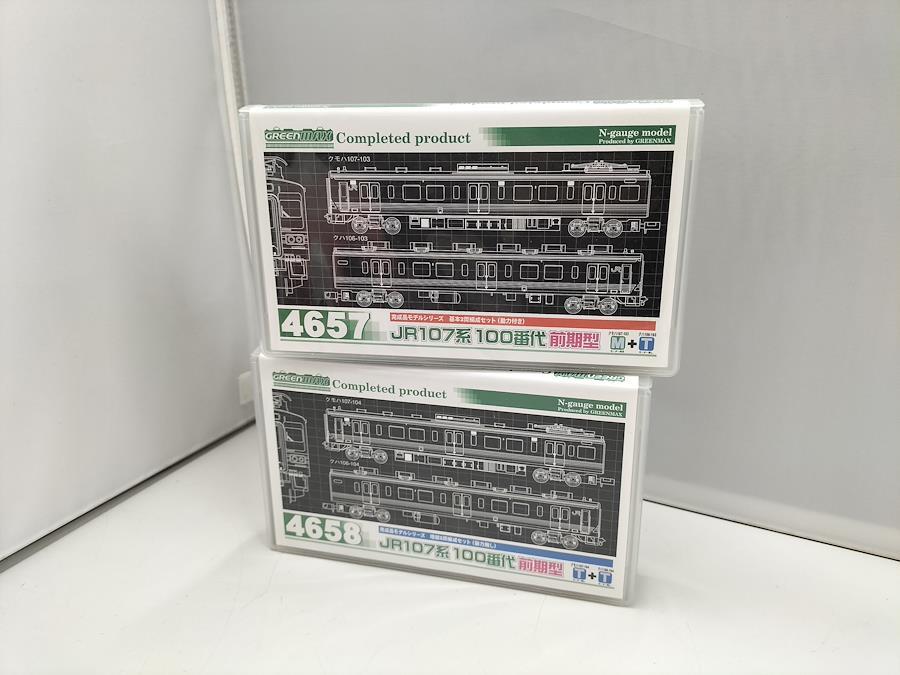 GREENMAX Completed product
N-gauge model
Produced by GREENMAX
クモハ107-103
クハ106-103
JR
4657
完成品モデルシリーズ 基本2両編成セット(動力付き)
JR107系 100番代 前期型
M+T
GREENMAX Completed product
N-gauge model
Produced by GREENMAX
クモハ107-104
クハ106-104
4658
完成品モデルシリーズ 増結2両編成セット(動力無し)
JR107系 100番代 前期型
T+T